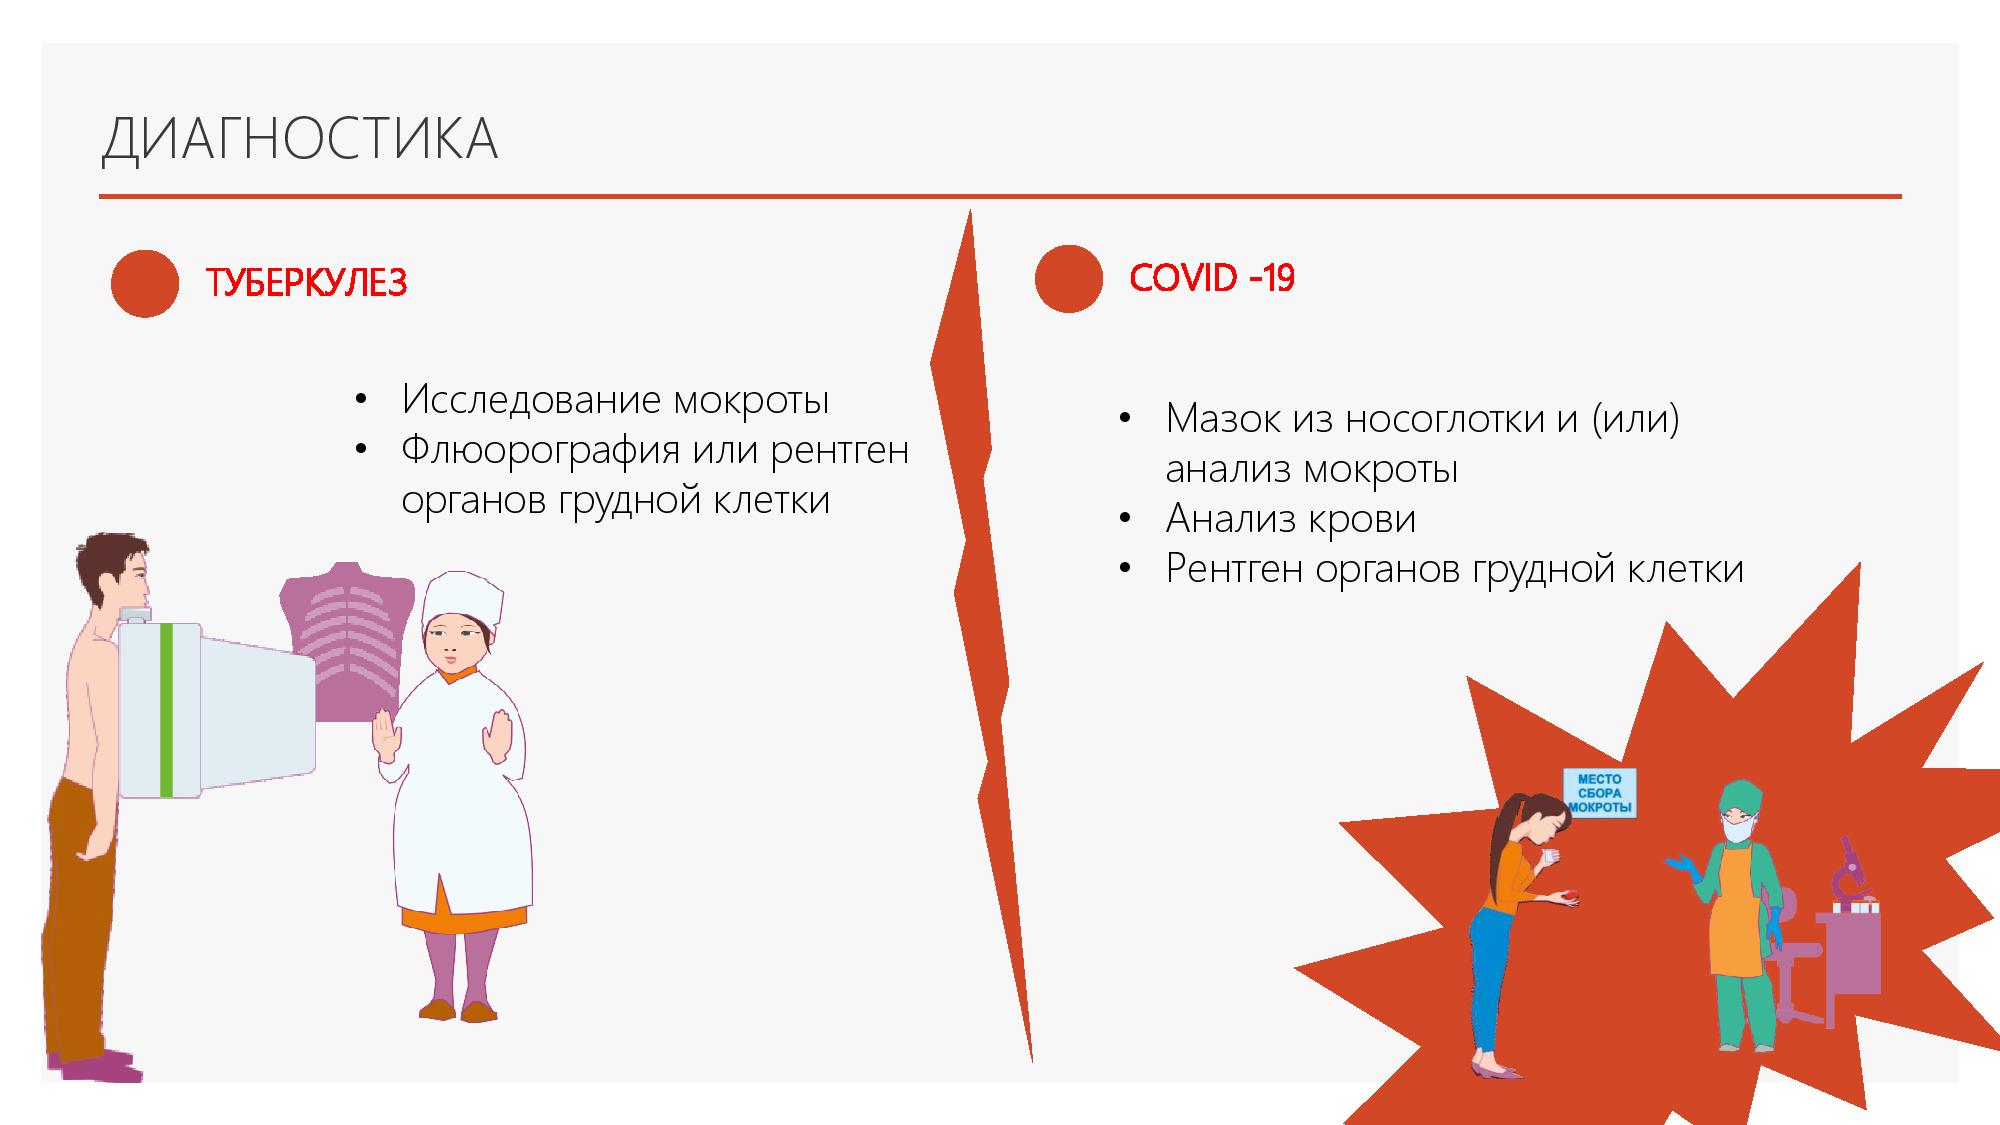 ДИАГНОСТИКА
ТУБЕРКУЛЕЗ
• Исследование мокроты
• Флюорография или рентген
органов грудной клетки
COVID -19
• Мазок из носоглотки и (или)
анализ мокроты
• Анализ крови
• Рентген органов грудной клетки
МЕСТО
СБОРА
МОКРОТЫ